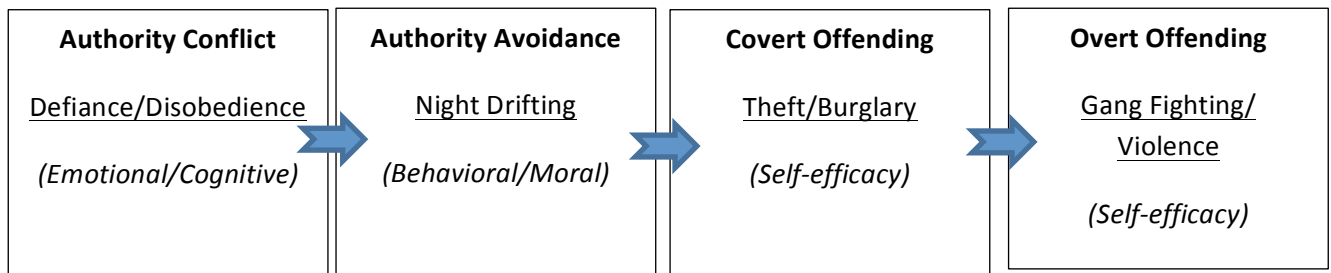 Authority Conflict
Defiance/Disobedience
(Emotional/Cognitive)
Authority Avoidance
Night Drifting
(Behavioral/Moral)
Covert Offending
Theft/Burglary
(Self-efficacy)
Overt Offending
Gang Fighting/
Violence
(Self-efficacy)